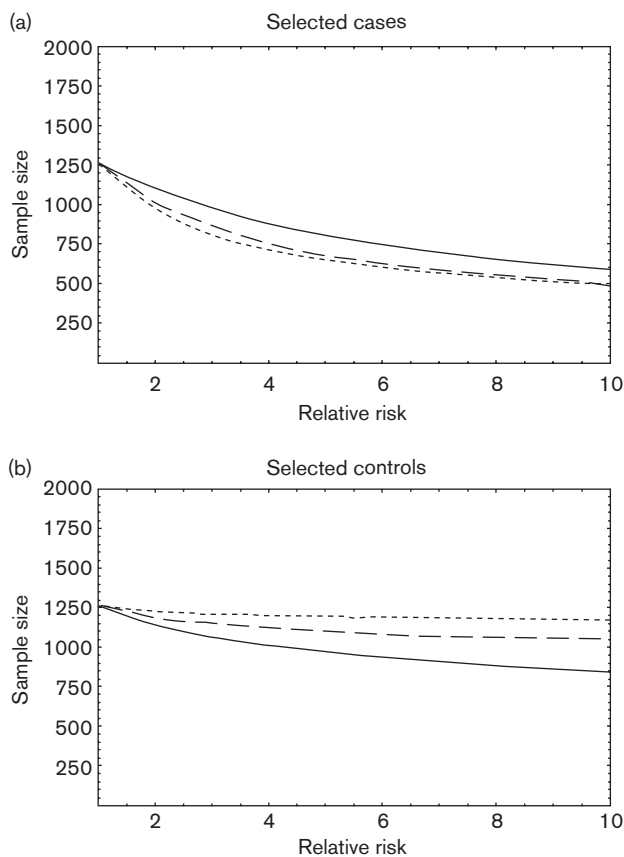 (a)
Selected cases
2000
1750
1500
1250
1000
750
500
250
Sample size
2 4 6 8 10
Relative risk
(b)
Selected controls
2000
1750
1500
1250
1000
750
500
250
Sample size
2 4 6 8 10
Relative risk